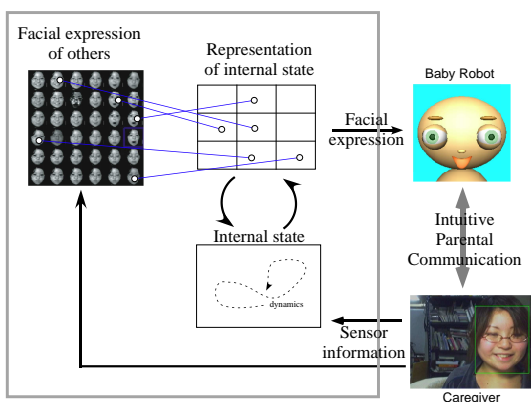 Facial expression
of others
Representation
of internal state
Baby Robot
Facial
expression
Internal state
dynamics
Intuitive
Parental
Communication
Sensor
information
Caregiver